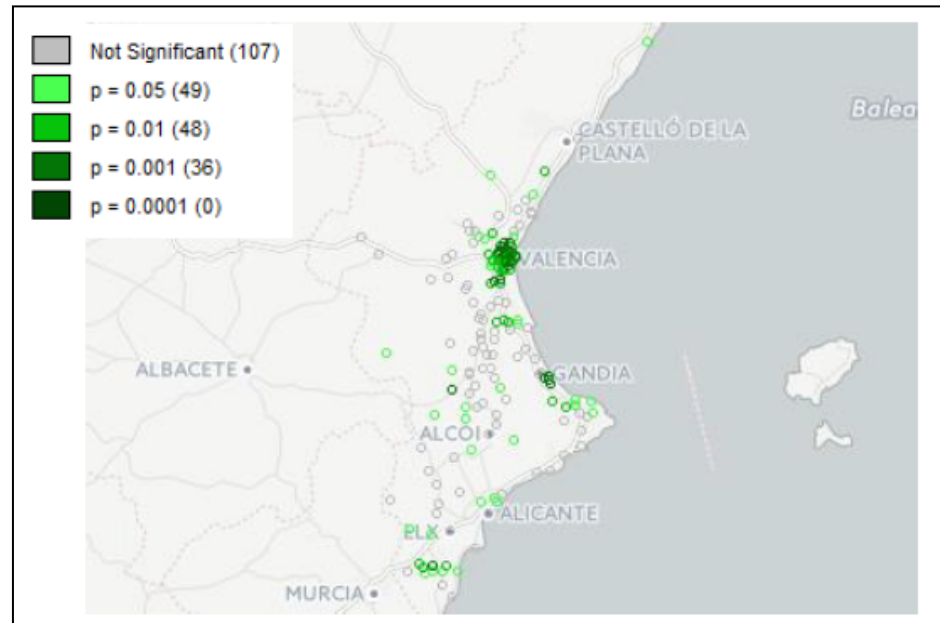 Not Significant (107)
p = 0.05 (49)
p = 0.01 (48)
p = 0.001 (36)
p = 0.0001 (0)
Balea
CASTELLÓ DE LA
PLANA
VALENCIA
ALBACETE
GANDIA
ALCOI
ALICANTE
ELX
MURCIA